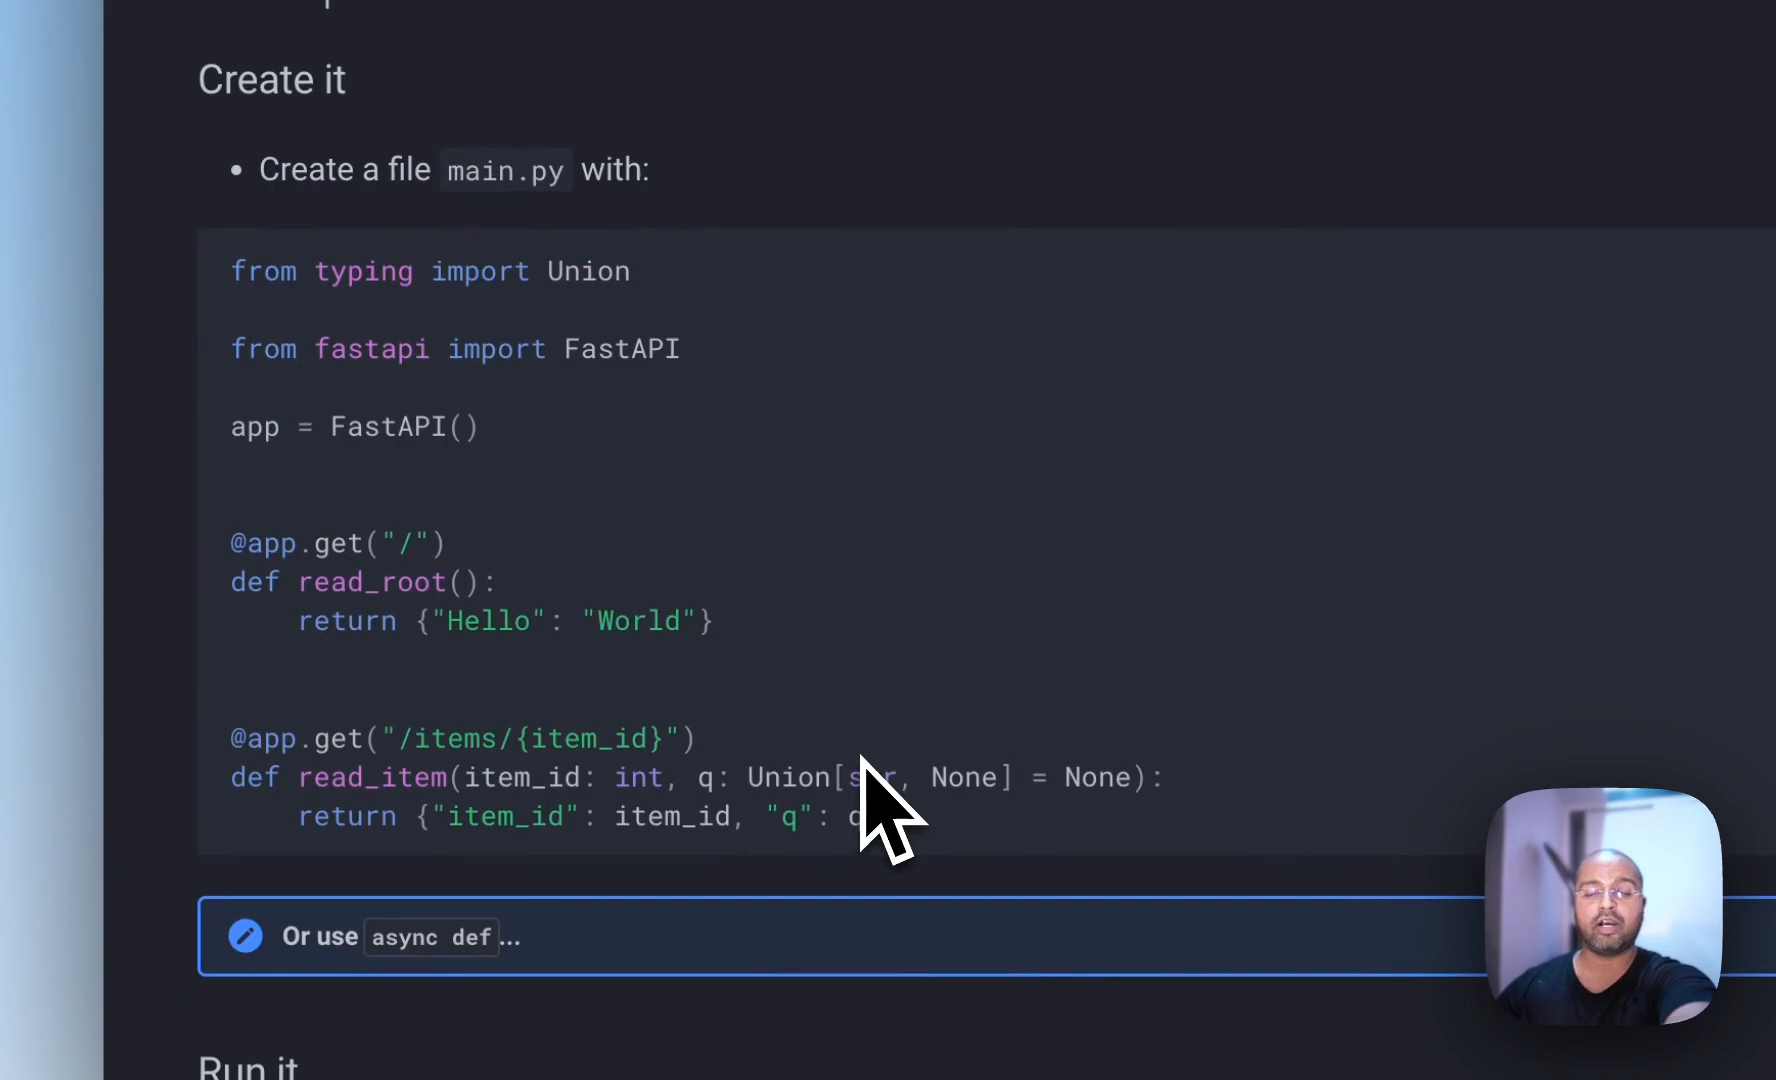 Create it
• Create a file main.py with:
from typing import Union
from fastapi import FastAPI
app = FastAPI()
@app.get("/")
def read_root():
    return {"Hello": "World"}
@app.get("/items/{item_id}")
def read_item(item_id: int, q: Union[str, None] = None):
    return {"item_id": item_id, "q":
Or use async def...
Run it